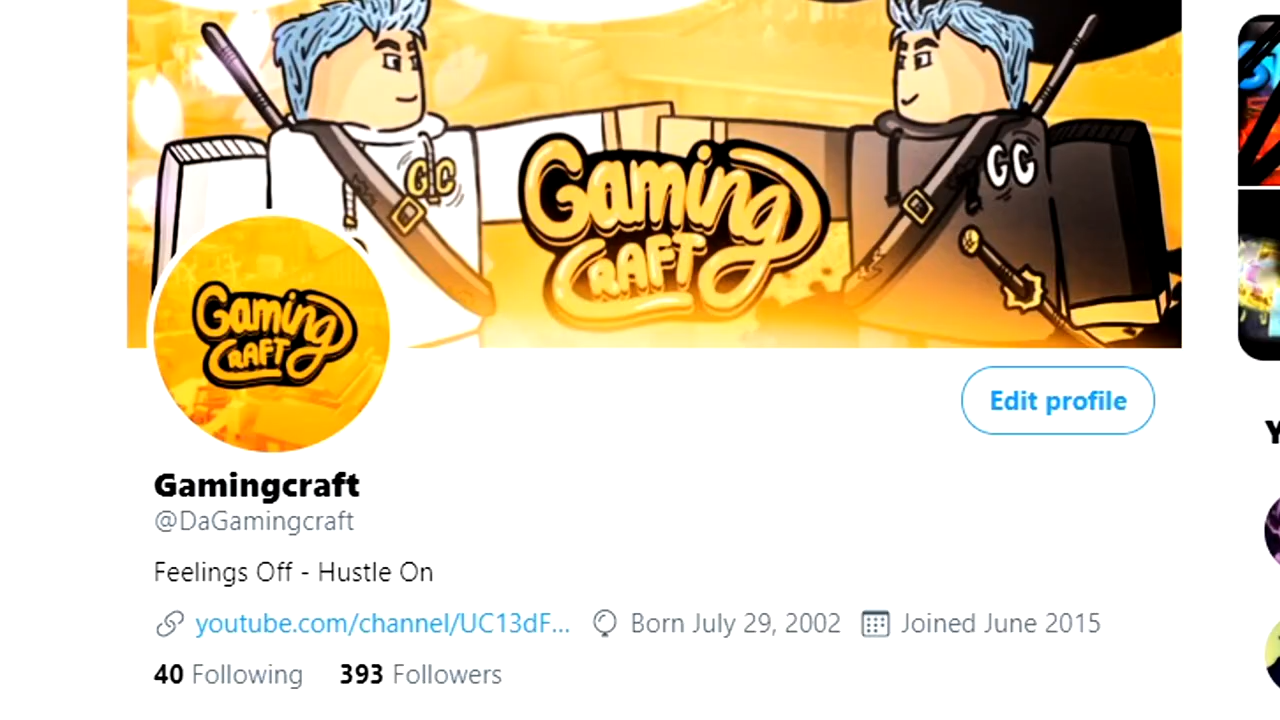 GC
GC
Gaming
CRAFT
Gaming
CRAFT
Edit profile
Gamingcraft
@DaGamingcraft
Feelings Off - Hustle On
youtube.com/channel/UC13dF... Born July 29, 2002 Joined June 2015
40 Following 393 Followers
Y